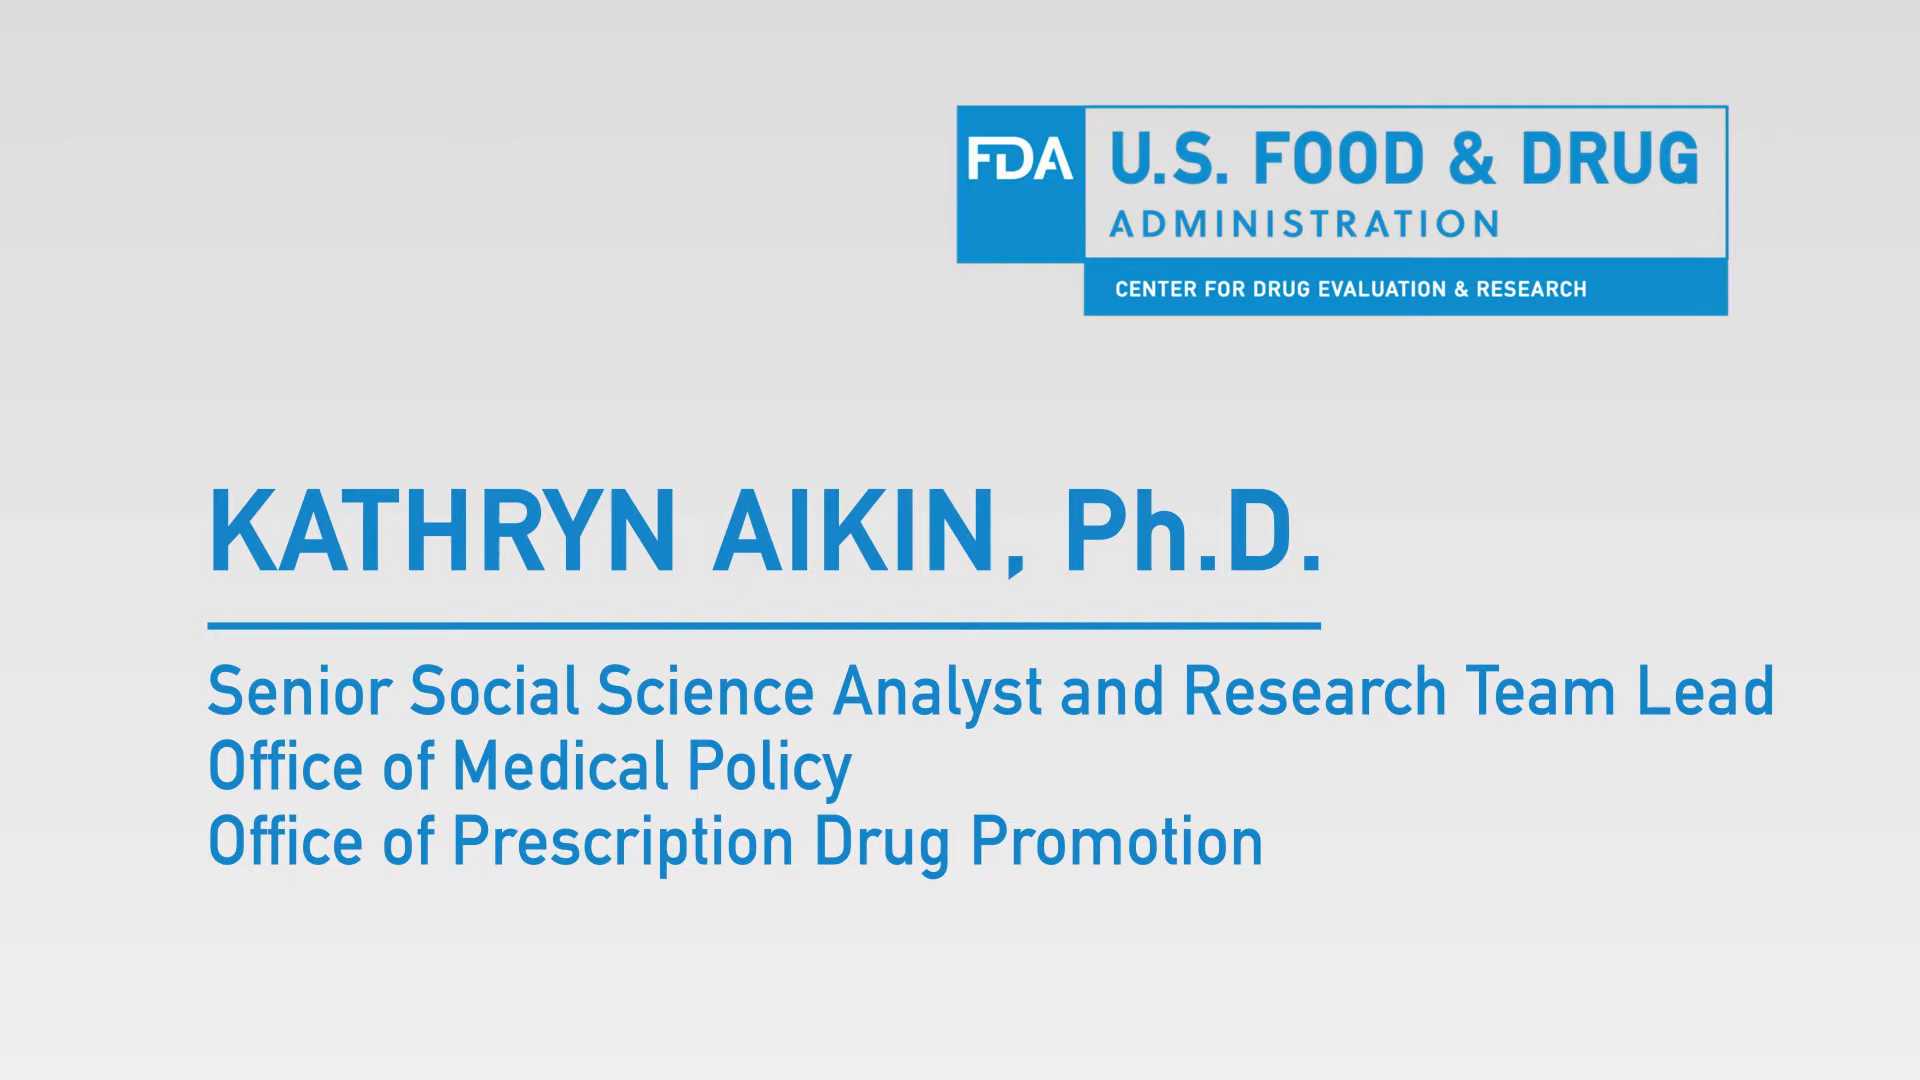 FDA
U.S. FOOD & DRUG
ADMINISTRATION
CENTER FOR DRUG EVALUATION & RESEARCH
KATHRYN AIKIN, Ph.D.
Senior Social Science Analyst and Research Team Lead
Office of Medical Policy
Office of Prescription Drug Promotion